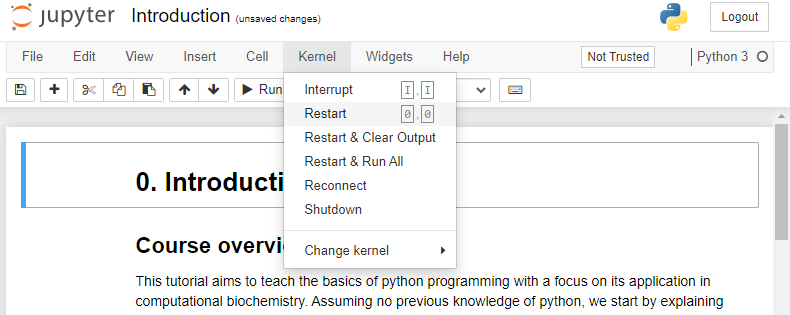 jupyter Introduction (unsaved changes) Logout
File Edit View Insert Cell Kernel Widgets Help Not Trusted Python 3
Run
Interrupt I,I
Restart 0,0
Restart & Clear Output
Restart & Run All
Reconnect
Shutdown
Change kernel
0. Introducti
Course overvi
This tutorial aims to teach the basics of python programming with a focus on its application in
computational biochemistry. Assuming no previous knowledge of python, we start by explaining